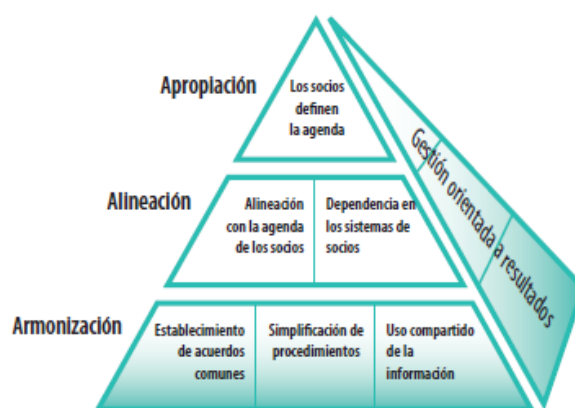 Apropiación
Los socios
definen
la agenda
Gestión orientada a resultados
Alineación
Alineación
con la agenda
de los socios
Dependencia en
los sistemas de
socios
Armonización
Establecimiento
de acuerdos
comunes
Simplificación de
procedimientos
Uso compartido
de la
información